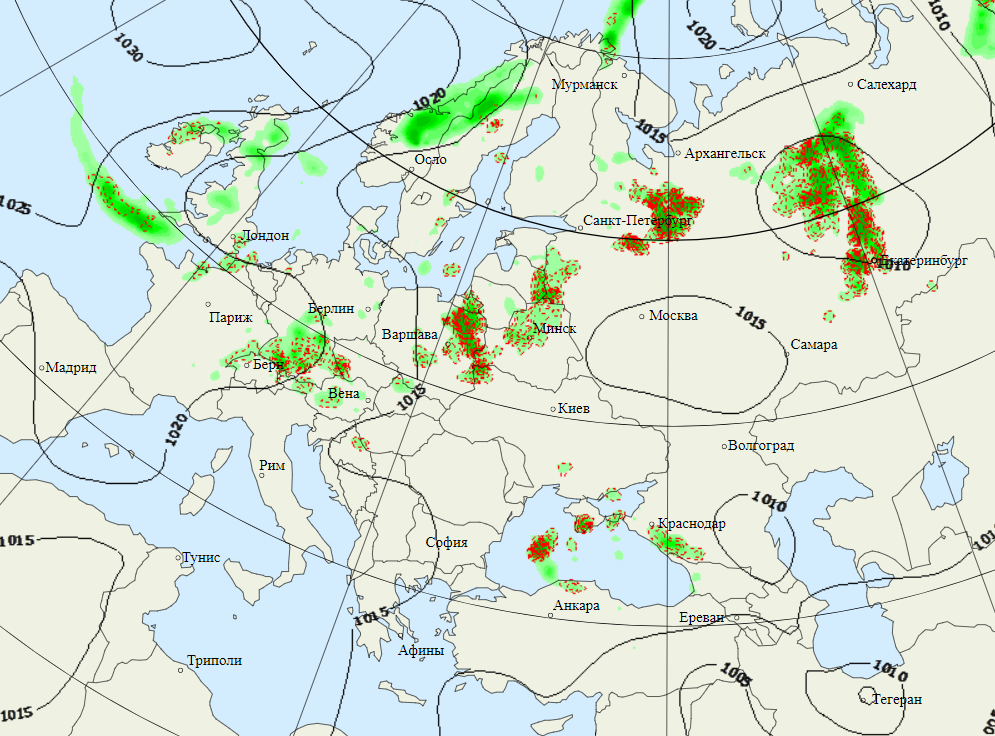 1030
1020
1010
1020
Мурманск
Салехард
1015
Архангельск
Осло
1025
Санкт-Петербург
Лондон
Екатеринбург
1010
Париж
Берлин
Москва
1015
Варшава
Минск
Самара
Мадрид
Берн
Вена
1015
Киев
1020
Волгоград
Рим
1010
Краснодар
1015
София
Тунис
Анкара
1015
Ереван
Афины
Триполи
1005
1010
Тегеран
1015